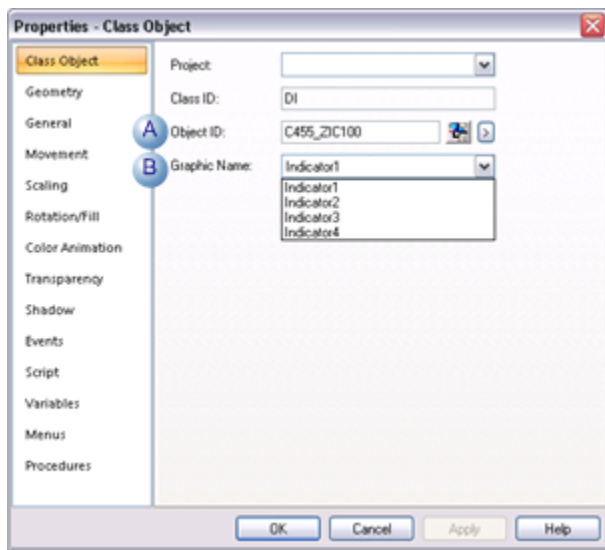 Properties - Class Object
Class Object
Geometry
General
Movement
Scaling
Rotation/Fill
Color Animation
Transparency
Shadow
Events
Script
Variables
Menus
Procedures
Project:
Class ID: DI
A Object ID: C455_ZIC100 >
B Graphic Name: Indicator1
Indicator1
Indicator2
Indicator3
Indicator4
OK Cancel Apply Help